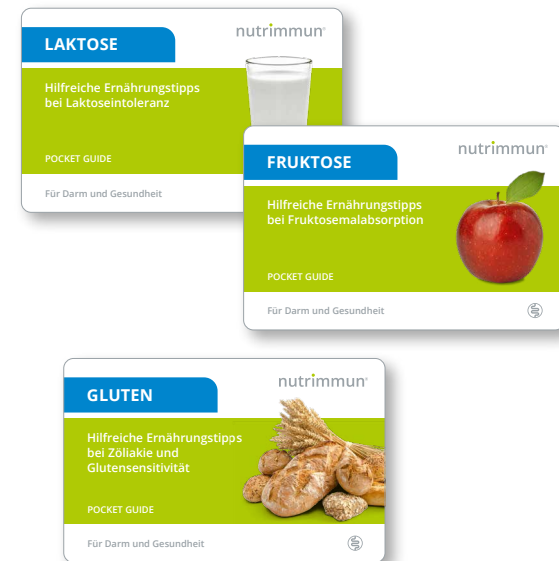 LAKTOSE
nutrimmun
Hilfreiche Ernährungstipps
bei Laktoseintoleranz
POCKET GUIDE
Für Darm und Gesundheit
FRUKTOSE
nutrimmun
Hilfreiche Ernährungstipps
bei Fruktosemalabsorption
POCKET GUIDE
Für Darm und Gesundheit
GLUTEN
nutrimmun
Hilfreiche Ernährungstipps
bei Zöliakie und
Glutensensitivität
POCKET GUIDE
Für Darm und Gesundheit